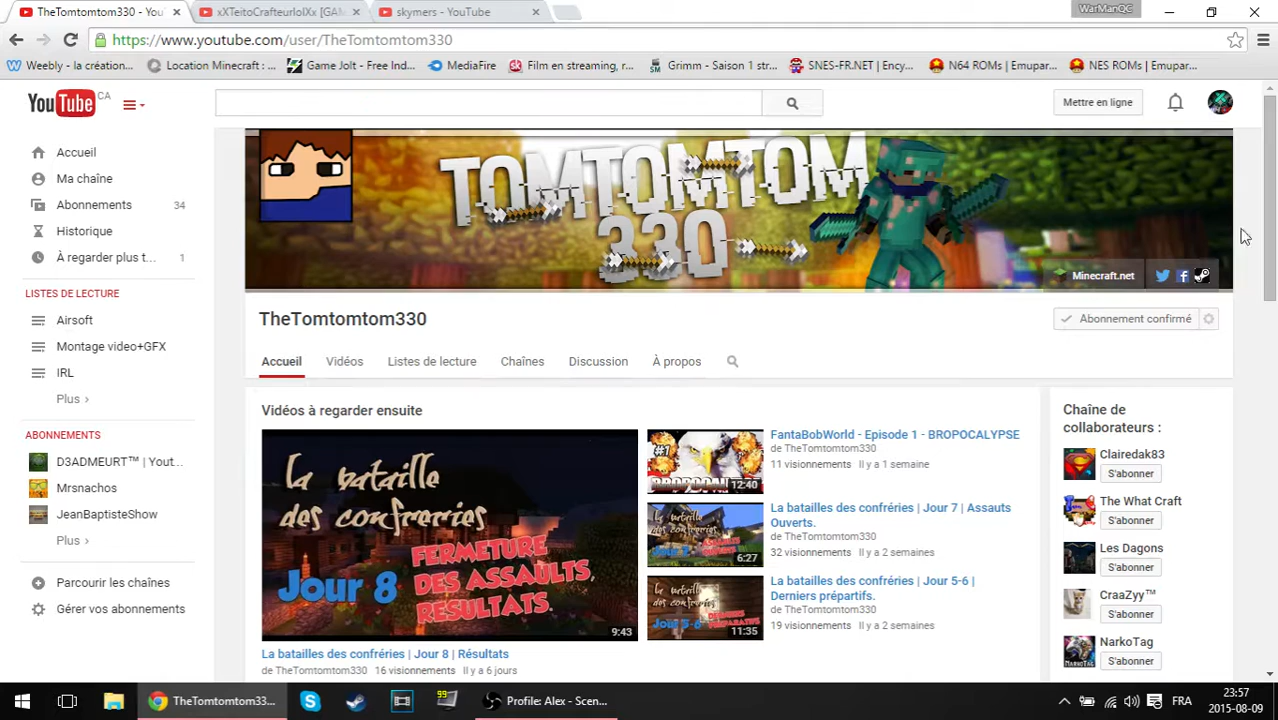 TheTomtomtom330 - You
xXTeitoCrafteurlolXx [GAM
skymers - YouTube
WarManQC
https://www.youtube.com/user/TheTomtomtom330
Weebly - la création...
Location Minecraft : ...
Game Jolt - Free Ind...
MediaFire
Film en streaming, r...
Grimm - Saison 1 str...
SNES-FR.NET | Ency...
N64 ROMs | Emupar...
NES ROMs | Emupar...
YouTube CA
Mettre en ligne
Accueil
Ma chaîne
Abonnements 34
Historique
À regarder plus t... 1
LISTES DE LECTURE
Airsoft
Montage video+GFX
IRL
Plus ›
ABONNEMENTS
D3ADMEURT™ | Yout...
Mrsnachos
JeanBaptisteShow
Plus ›
Parcourir les chaînes
Gérer vos abonnements
TOMTOMTOM
330
Minecraft.net
TheTomtomtom330
Abonnement confirmé
Accueil Vidéos Listes de lecture Chaînes Discussion À propos
Vidéos à regarder ensuite
la bataille
des confrerries
Jour 8
FERMETURE
DES ASSAULTS,
RESULTATS.
9:43
La batailles des confréries | Jour 8 | Résultats
de TheTomtomtom330 16 visionnements Il y a 6 jours
#1
12:40
FantaBobWorld - Episode 1 - BROPOCALYPSE
de TheTomtomtom330
11 visionnements Il y a 1 semaine
6:27
La batailles des confréries | Jour 7 | Assauts
Ouverts.
de TheTomtomtom330
32 visionnements Il y a 2 semaines
11:35
La batailles des confréries | Jour 5-6 |
Derniers préparatifs.
de TheTomtomtom330
19 visionnements Il y a 2 semaines
Chaîne de
collaborateurs :
Clairedak83
S'abonner
The What Craft
S'abonner
Les Dagons
S'abonner
CraaZyy™
S'abonner
NarkoTag
S'abonner
TheTomtomtom33...
99
Profile: Alex - Scen...
FRA
23:57
2015-08-09